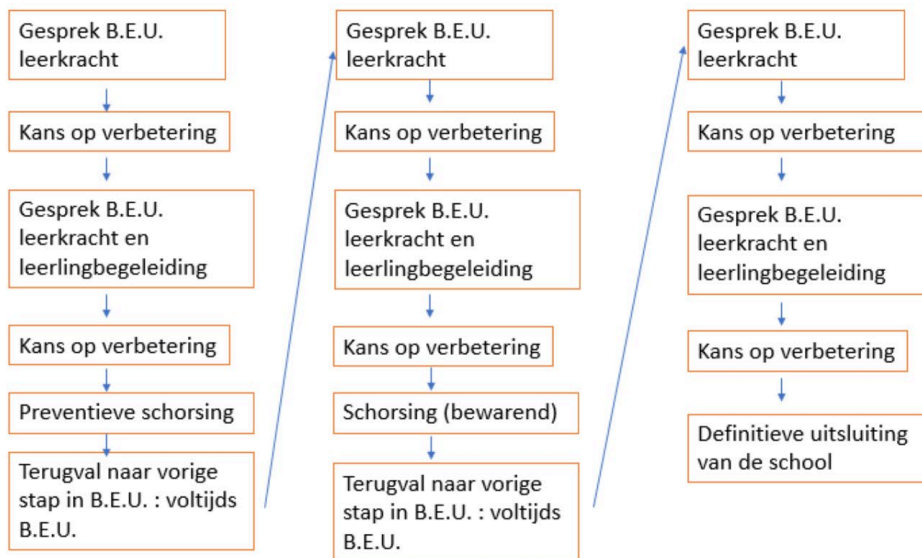 Gesprek B.E.U.
leerkracht
Kans op verbetering
Gesprek B.E.U.
leerkracht en
leerlingbegeleiding
Kans op verbetering
Preventieve schorsing
Terugval naar vorige
stap in B.E.U. : voltijds
B.E.U.
Gesprek B.E.U.
leerkracht
Kans op verbetering
Gesprek B.E.U.
leerkracht en
leerlingbegeleiding
Kans op verbetering
Schorsing (bewarend)
Terugval naar vorige
stap in B.E.U. : voltijds
B.E.U.
Gesprek B.E.U.
leerkracht
Kans op verbetering
Gesprek B.E.U.
leerkracht en
leerlingbegeleiding
Kans op verbetering
Definitieve uitsluiting
van de school